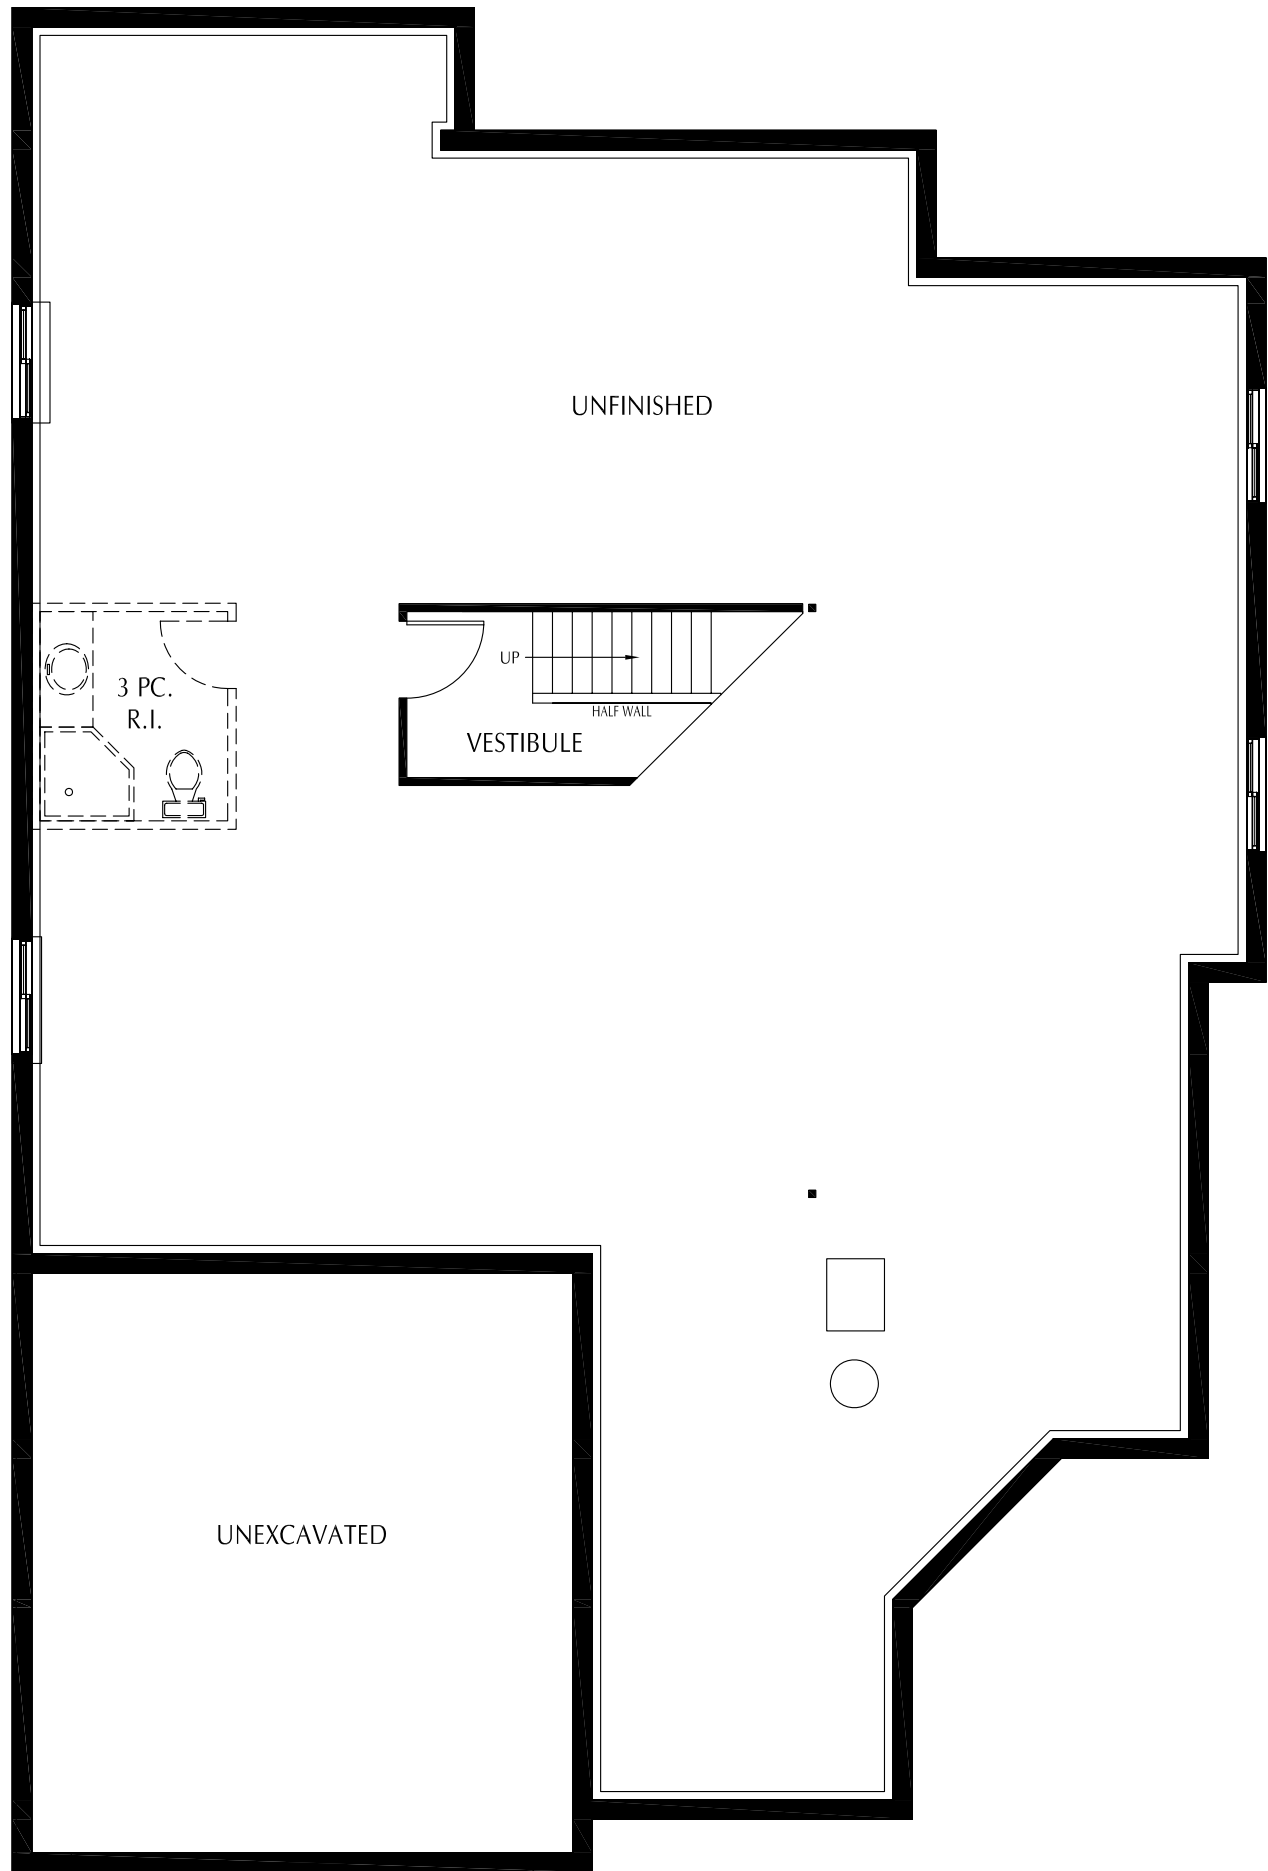 UNFINISHED
UP
3 PC.
R.I.
HALF WALL
VESTIBULE
UNEXCAVATED